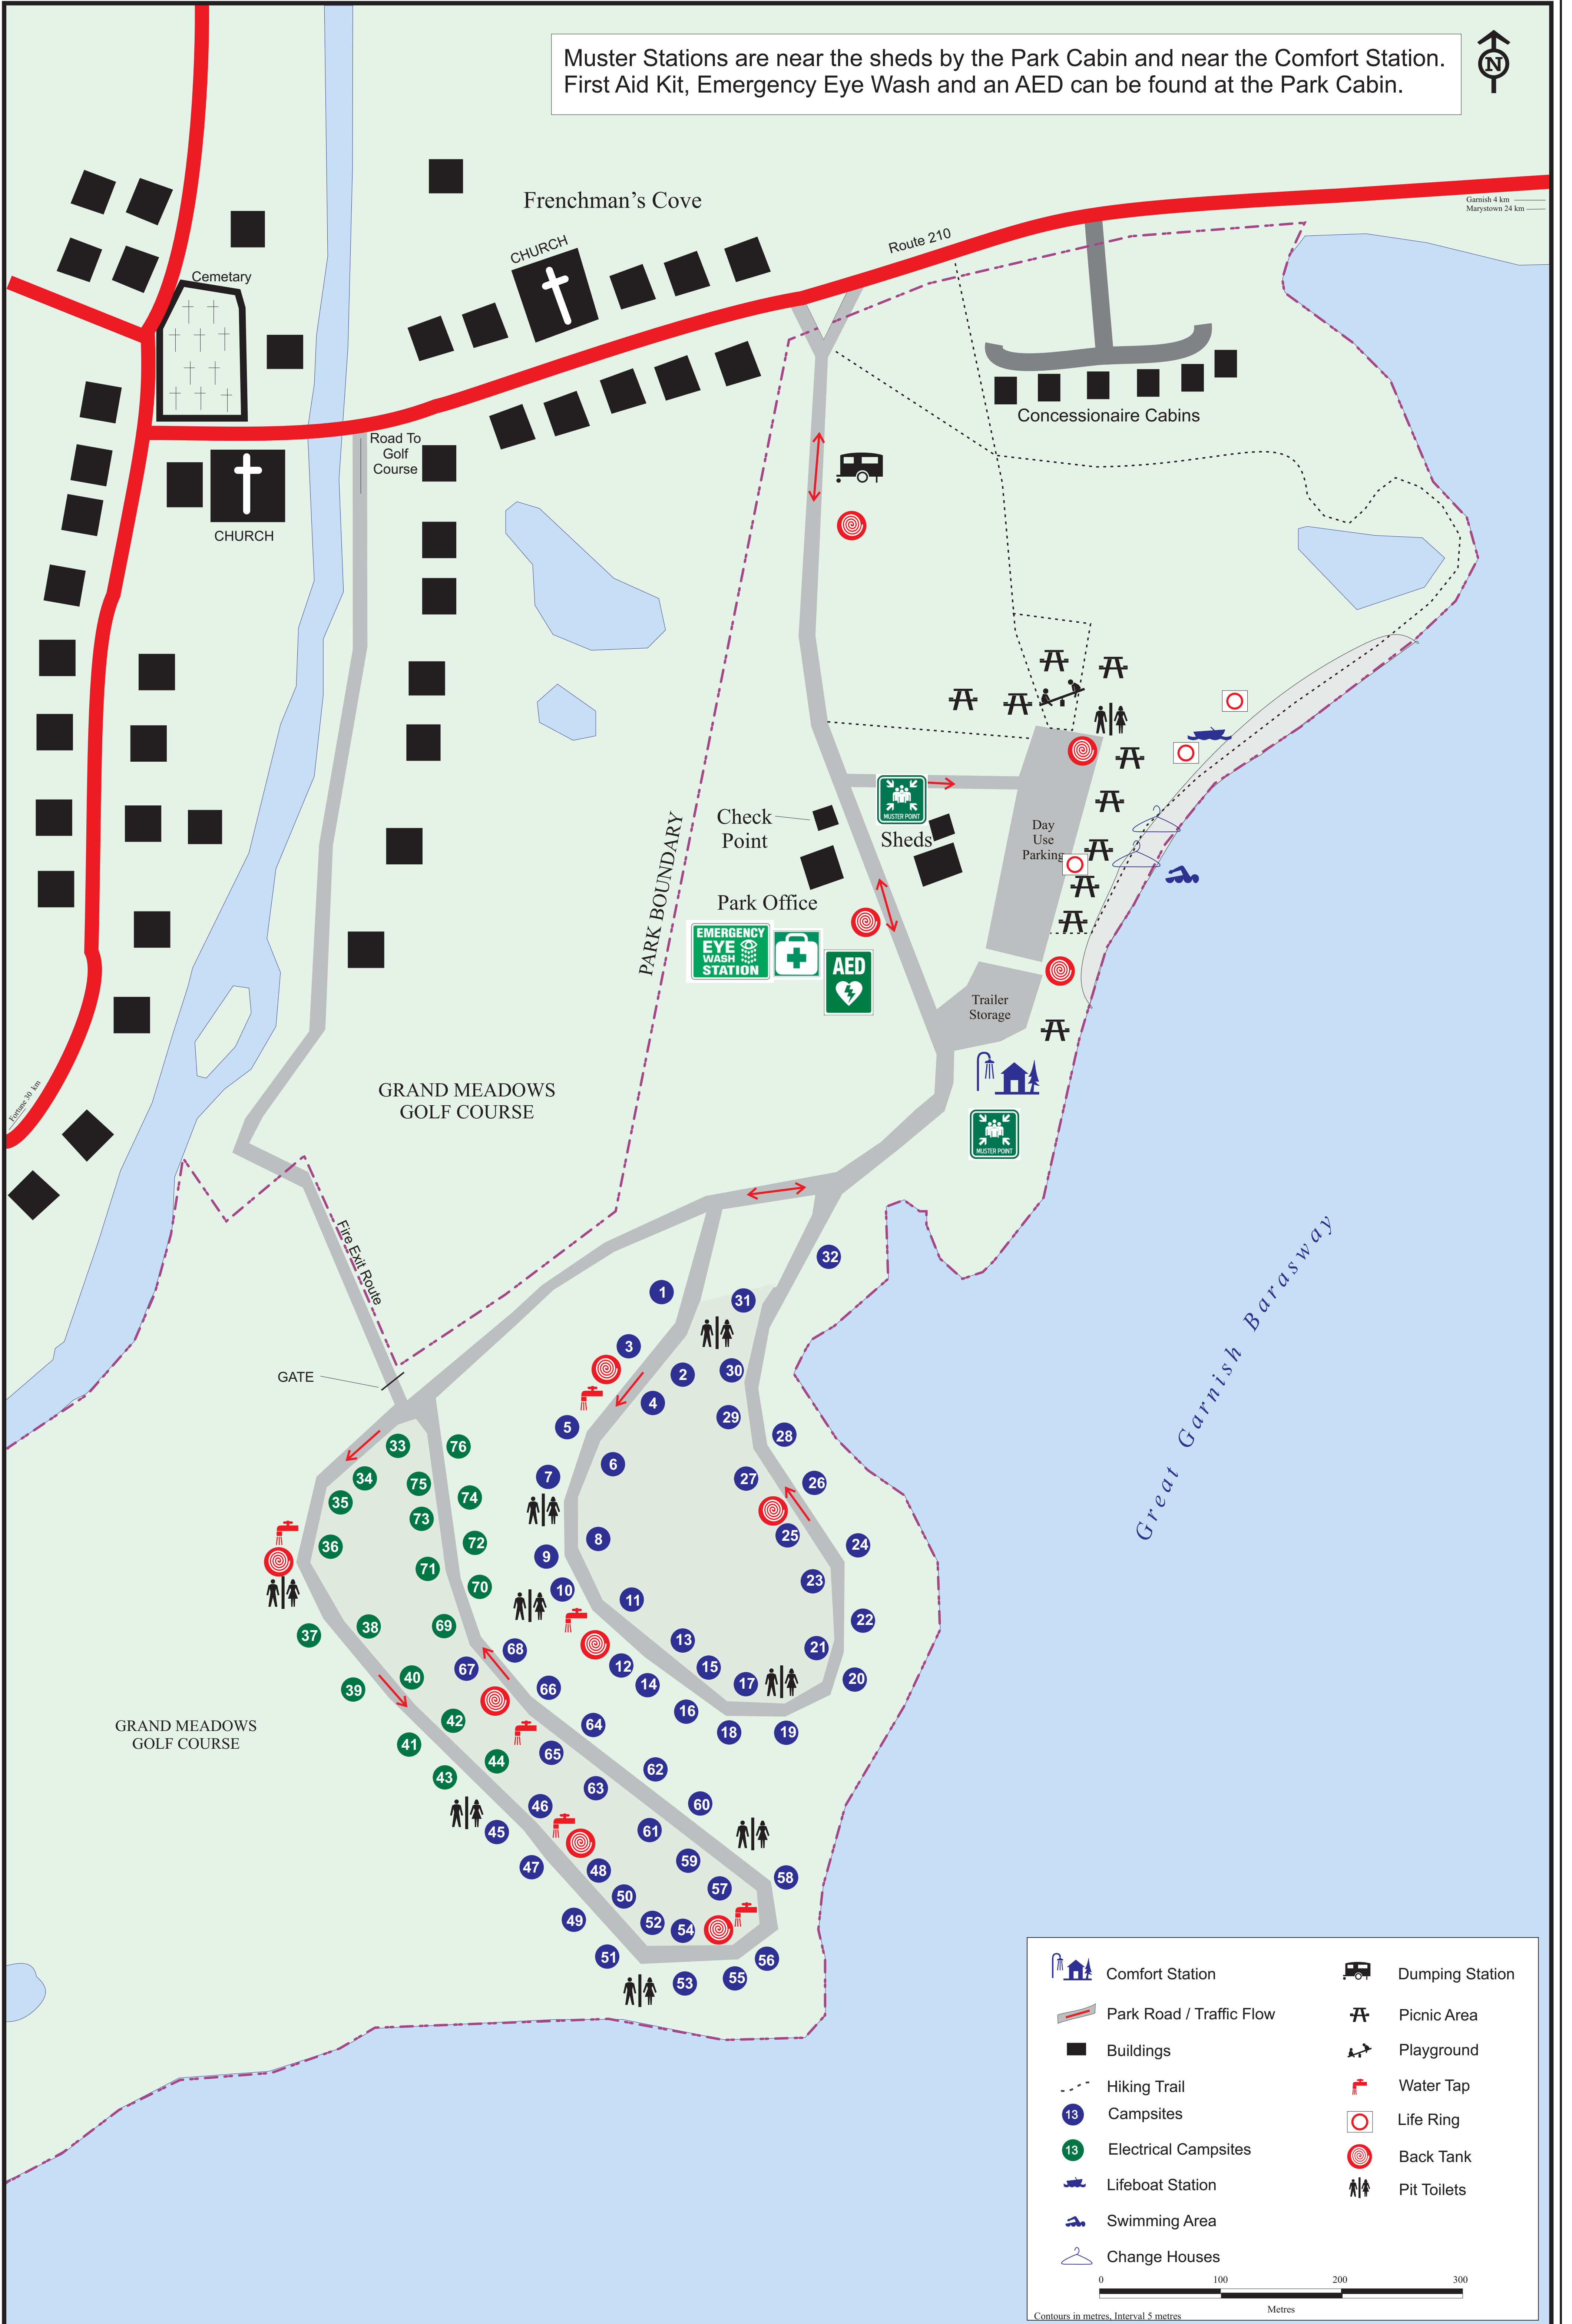 Muster Stations are near the sheds by the Park Cabin and near the Comfort Station.
First Aid Kit, Emergency Eye Wash and an AED can be found at the Park Cabin.
N
Frenchman's Cove
Garnish 4 km
Marystown 24 km
Route 210
CHURCH
Cemetary
Concessionaire Cabins
Road To
Golf
Course
CHURCH
Check
Point
MUSTER POINT
Sheds
Day
Use
Parking
PARK BOUNDARY
Park Office
EMERGENCY
EYE
WASH
STATION
AED
Trailer
Storage
GRAND MEADOWS
GOLF COURSE
Fortune 30 km
MUSTER POINT
Fire Exit Route
Great Garnish Barasway
GATE
32
1
31
3
2
30
4
29
5
28
33
76
6
7
27
26
34
75
35
74
73
25
8
36
72
24
9
71
23
70
10
11
22
38
69
37
13
21
68
12
15
67
40
20
14
17
39
66
16
42
64
18
19
41
65
44
62
43
63
46
60
45
61
59
47
48
58
57
50
49
52
54
51
56
55
53
GRAND MEADOWS
GOLF COURSE
Comfort Station
Dumping Station
Park Road / Traffic Flow
Picnic Area
Buildings
Playground
Hiking Trail
Water Tap
13
Campsites
Life Ring
13
Electrical Campsites
Back Tank
Lifeboat Station
Pit Toilets
Swimming Area
Change Houses
0 100 200 300
Metres
Contours in metres, Interval 5 metres